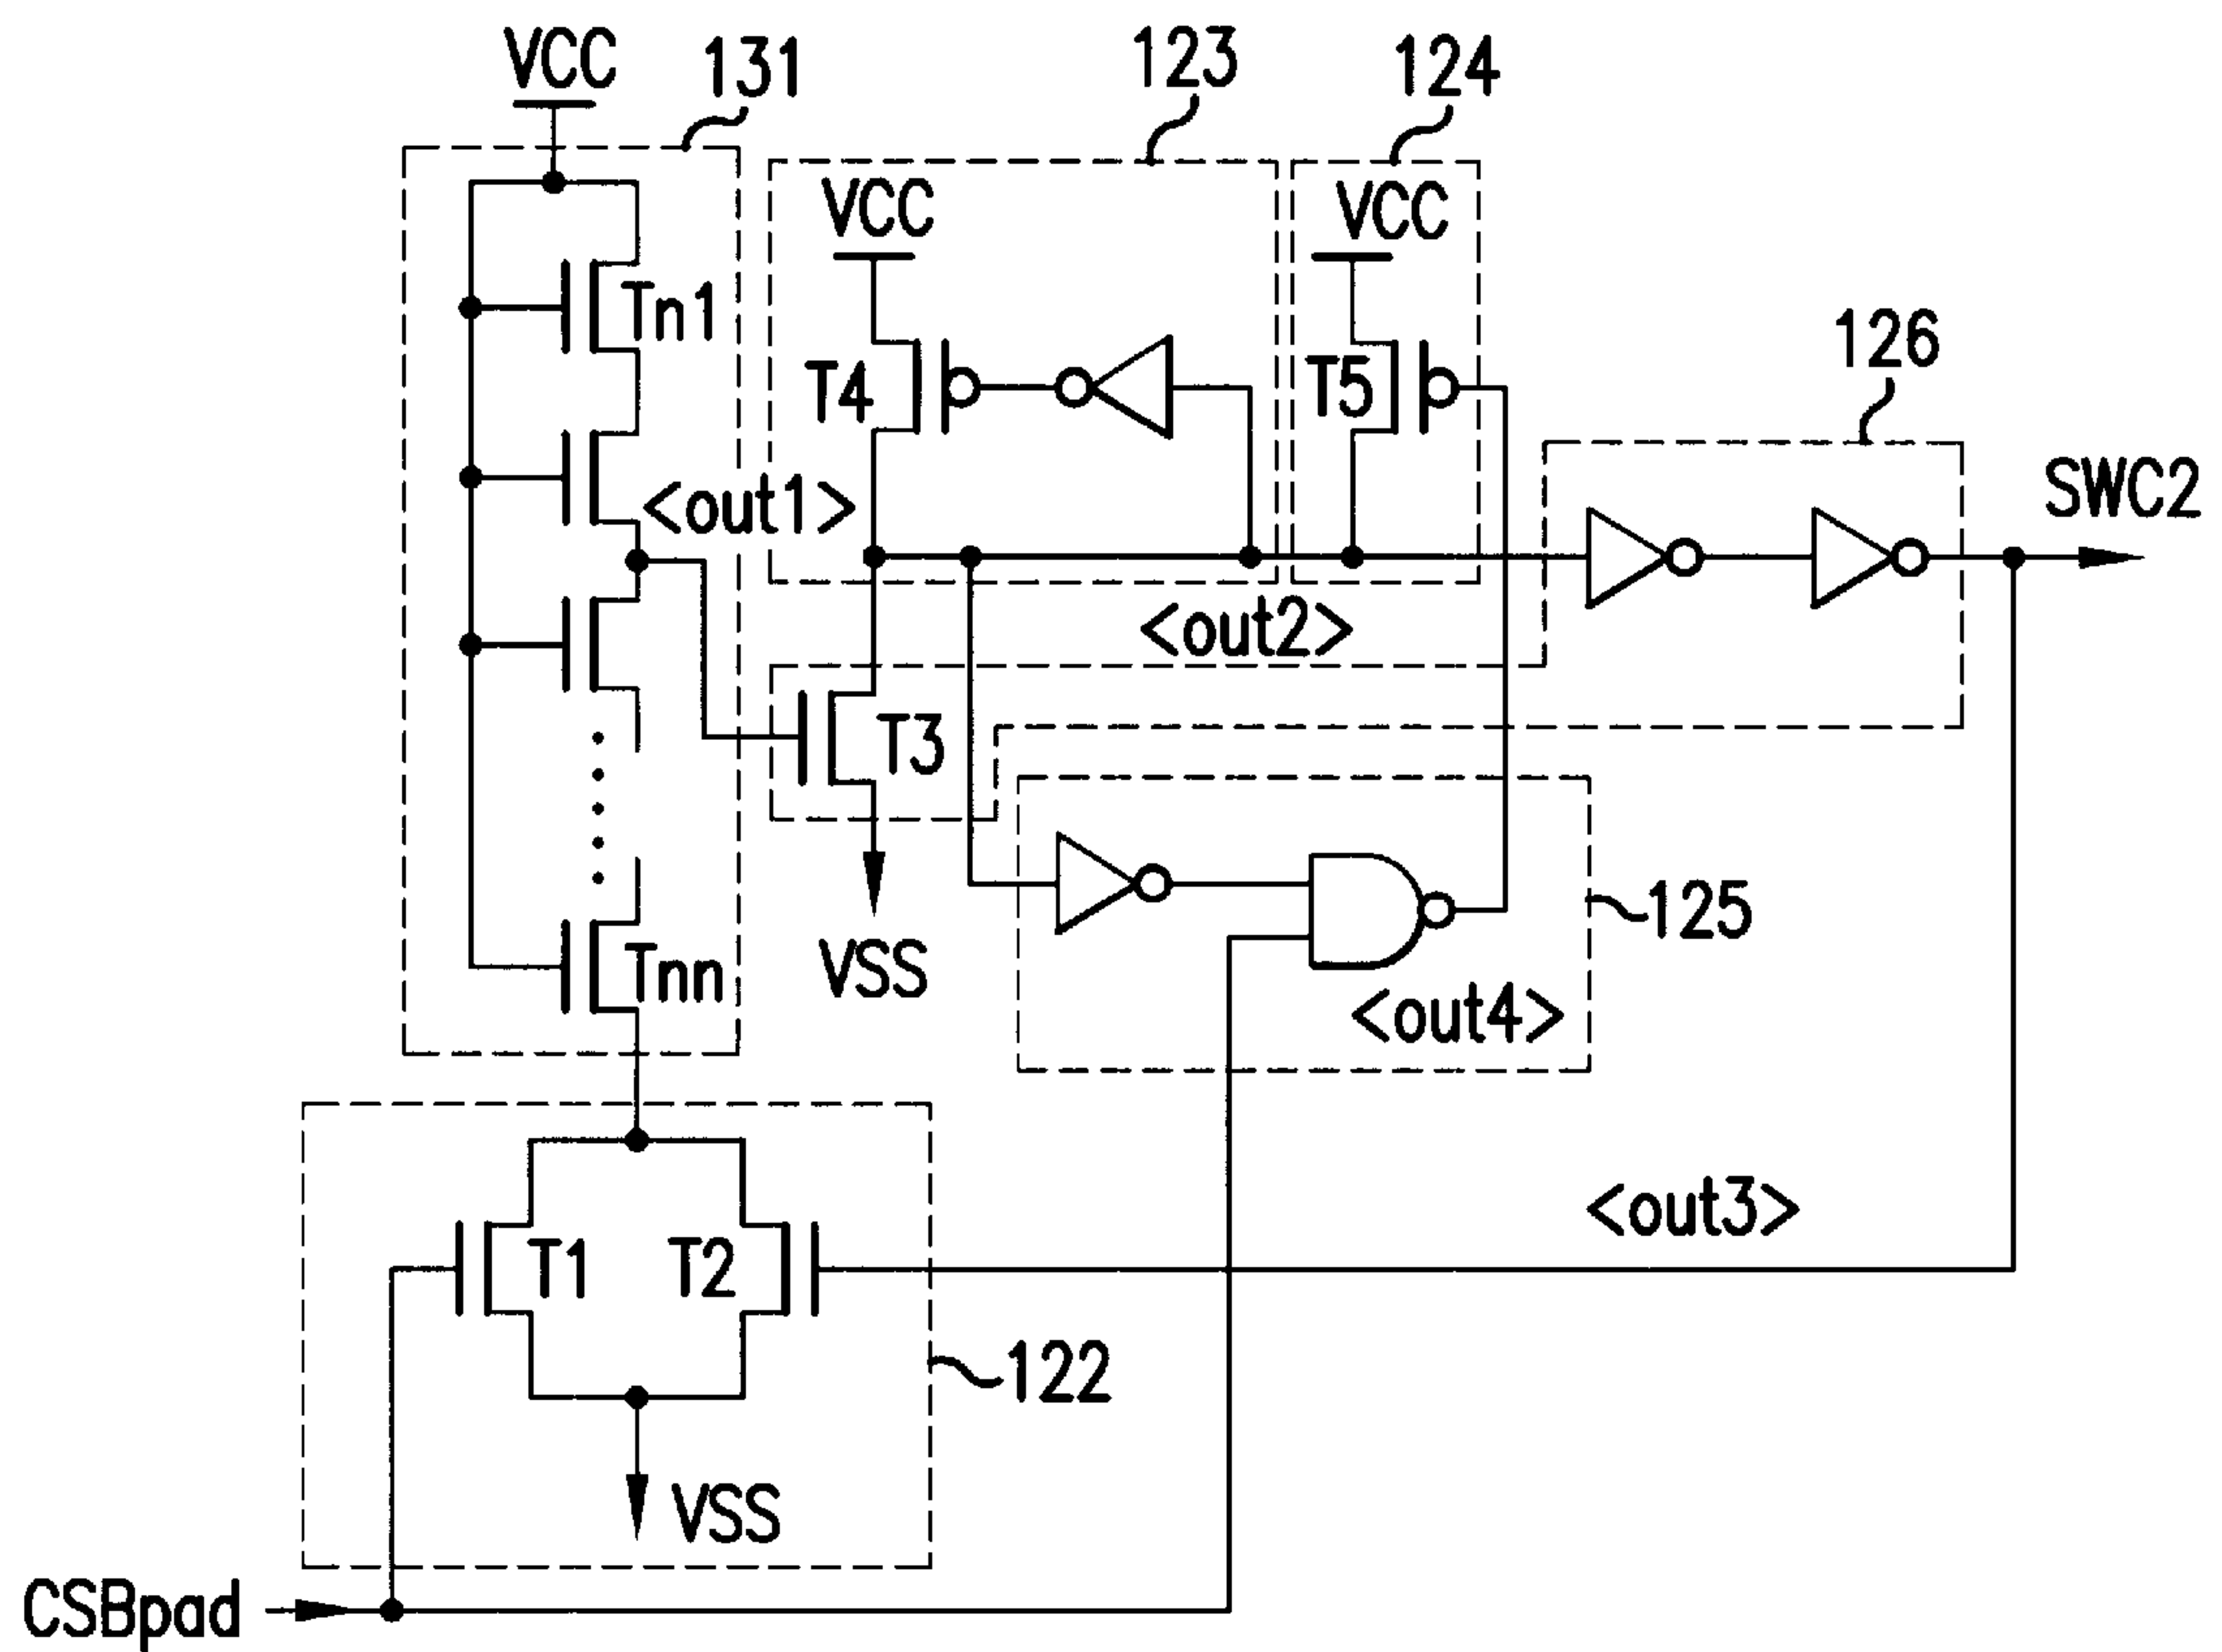 VCC
131
123
124
VCC
VCC
Tn1
126
T4
T5
SWC2
<out1>
<out2>
T3
125
VSS
Tnn
<out4>
<out3>
T1
T2
122
VSS
CSBpad